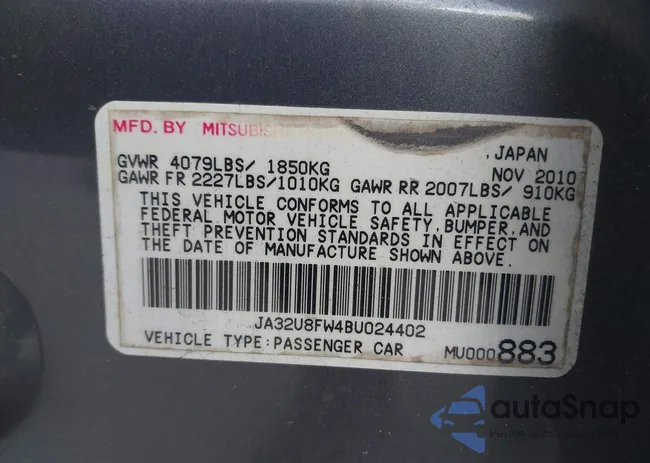 MFD. BY MITSUBISHI
, JAPAN
GVWR 4079LBS/ 1850KG NOV 2010
GAWR FR 2227LBS/1010KG GAWR RR 2007LBS/ 910KG
THIS VEHICLE CONFORMS TO ALL APPLICABLE
FEDERAL MOTOR VEHICLE SAFETY, BUMPER, AND
THEFT PREVENTION STANDARDS IN EFFECT ON
THE DATE OF MANUFACTURE SHOWN ABOVE.
JA32U8FW4BU024402
VEHICLE TYPE:PASSENGER CAR MU000883
autoSnap